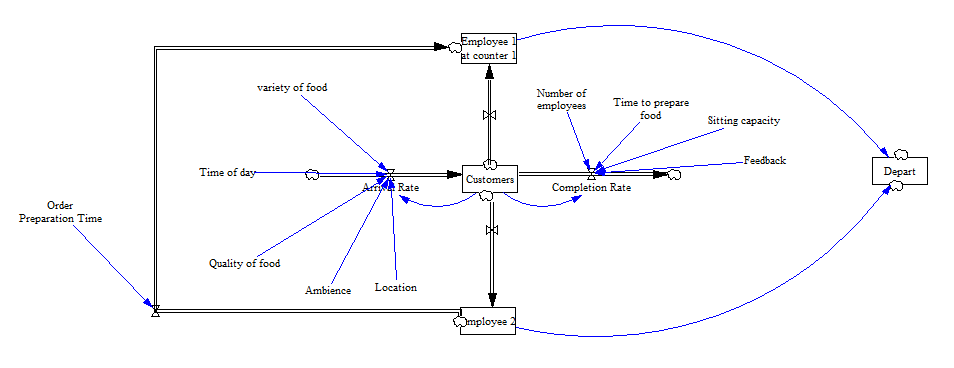 Employee 1
at counter 1
variety of food
Number of
employees
Time to prepare
food
Sitting capacity
Feedback
Time of day
Customers
Depart
Arrival Rate
Completion Rate
Order
Preparation Time
Quality of food
Ambience
Location
Employee 2